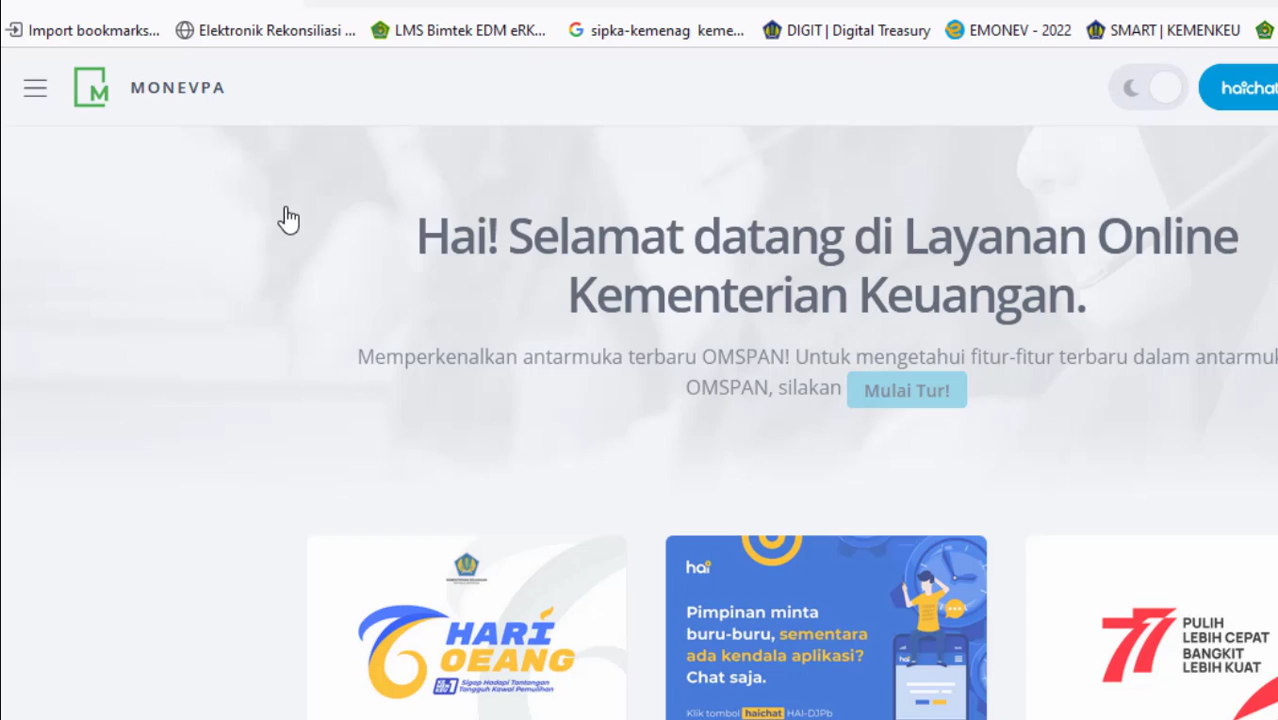 Import bookmarks...
Elektronik Rekonsiliasi ...
LMS Bimtek EDM eRK...
sipka-kemenag keme...
DIGIT | Digital Treasury
EMONEV - 2022
SMART | KEMENKEU
M
MONEVPA
haichat
Hai! Selamat datang di Layanan Online
Kementerian Keuangan.
Memperkenalkan antarmuka terbaru OMSPAN! Untuk mengetahui fitur-fitur terbaru dalam antarmuk
OMSPAN, silakan Mulai Tur!
HARI
OEANG
Sigap Hadapi Tantangan
Tangguh Kawal Pemulihan
hai
Pimpinan minta
buru-buru, sementara
ada kendala aplikasi?
Chat saja.
Klik tombol haichat HAI-DJPb
77
PULIH
LEBIH CEPAT
BANGKIT
LEBIH KUAT